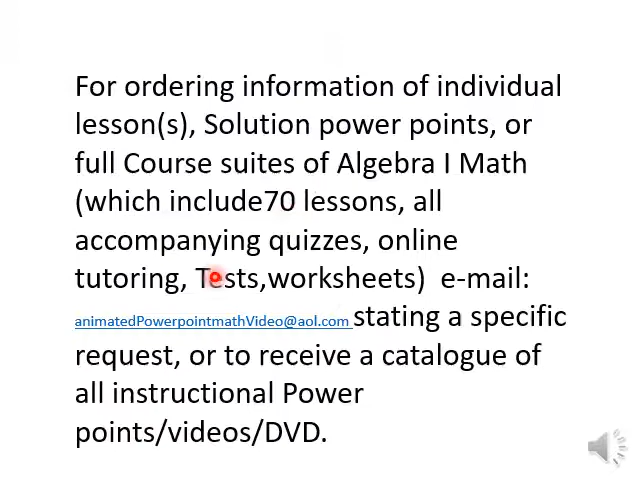 For ordering information of individual
lesson(s), Solution power points, or
full Course suites of Algebra I Math
(which include70 lessons, all
accompanying quizzes, online
tutoring, Tests,worksheets)  e-mail:
animatedPowerpointmathVideo@aol.com stating a specific
request, or to receive a catalogue of
all instructional Power
points/videos/DVD.